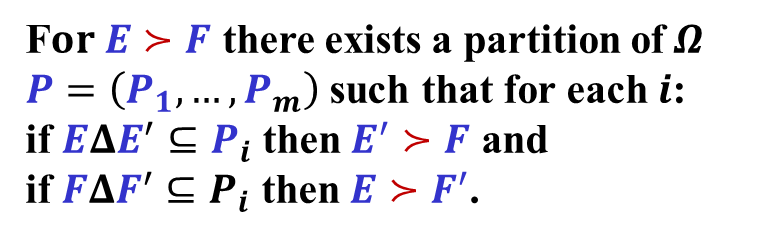 For E ≻ F there exists a partition of Ω
P = (P₁, … , Pₘ) such that for each i:
if EΔE′ ⊆ Pᵢ then E′ ≻ F and
if FΔF′ ⊆ Pᵢ then E ≻ F′.